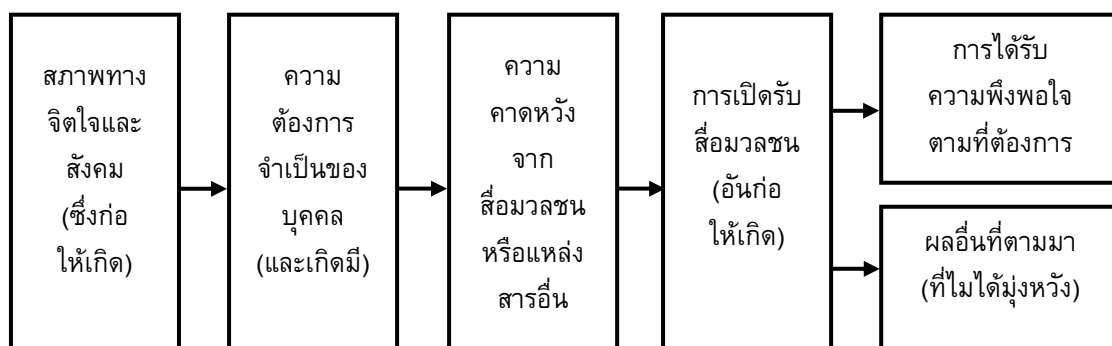 สภาพทาง
จิตใจและ
สังคม
(ซึ่งก่อ
ให้เกิด)
ความ
ต้องการ
จำเป็นของ
บุคคล
(และเกิดมี)
ความ
คาดหวัง
จาก
สื่อมวลชน
หรือแหล่ง
สารอื่น
การเปิดรับ
สื่อมวลชน
(อันก่อ
ให้เกิด)
การได้รับ
ความพึงพอใจ
ตามที่ต้องการ
ผลอื่นที่ตามมา
(ที่ไมได้มุ่งหวัง)